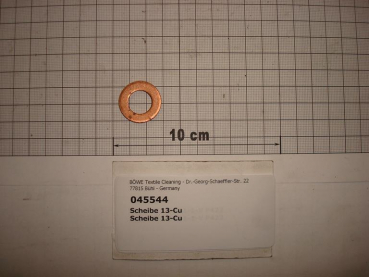 10 cm
BÖWE Textile Cleaning - Dr.-Georg-Schaeffler-Str. 22
77815 Bühl - Germany
045544
Scheibe 13-Cu
Scheibe 13-Cu